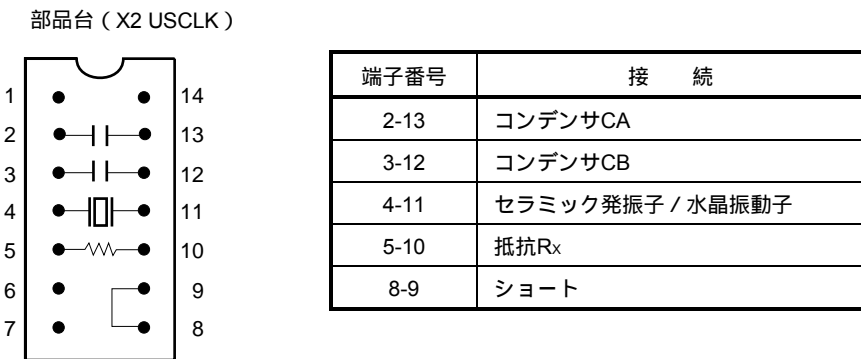 部品台（X2 USCLK）
1 14
2 13
3 12
4 11
5 10
6 9
7 8
端子番号 接　続
2-13 コンデンサCA
3-12 コンデンサCB
4-11 セラミック発振子／水晶振動子
5-10 抵抗Rx
8-9 ショート